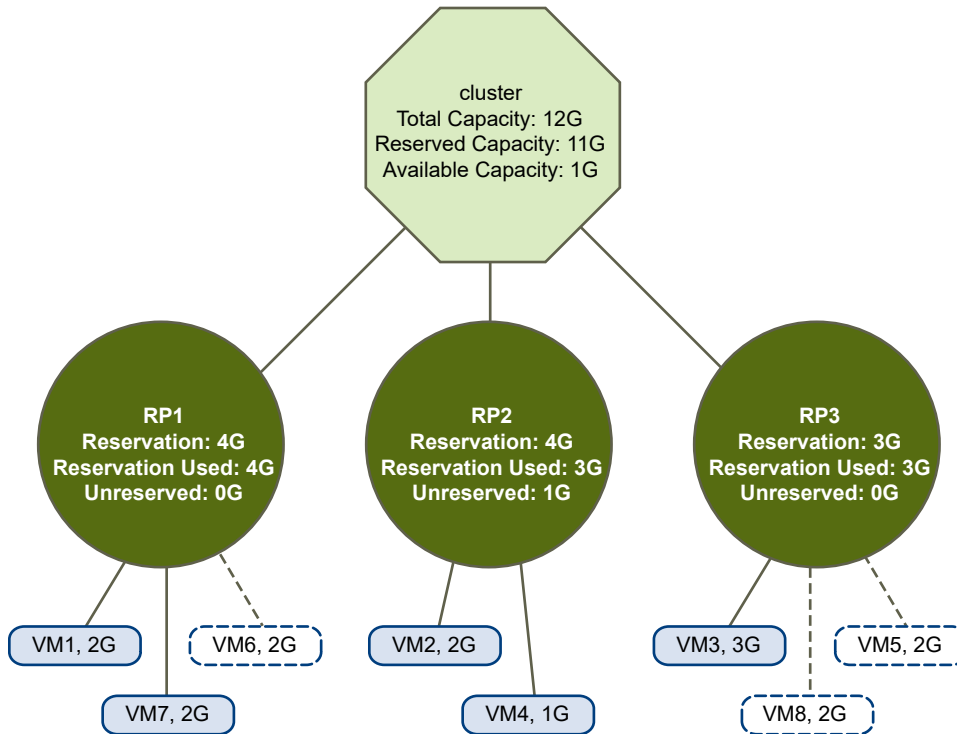 cluster
Total Capacity: 12G
Reserved Capacity: 11G
Available Capacity: 1G
RP1
Reservation: 4G
Reservation Used: 4G
Unreserved: 0G
RP2
Reservation: 4G
Reservation Used: 3G
Unreserved: 1G
RP3
Reservation: 3G
Reservation Used: 3G
Unreserved: 0G
VM1, 2G
VM6, 2G
VM2, 2G
VM3, 3G
VM5, 2G
VM7, 2G
VM4, 1G
VM8, 2G